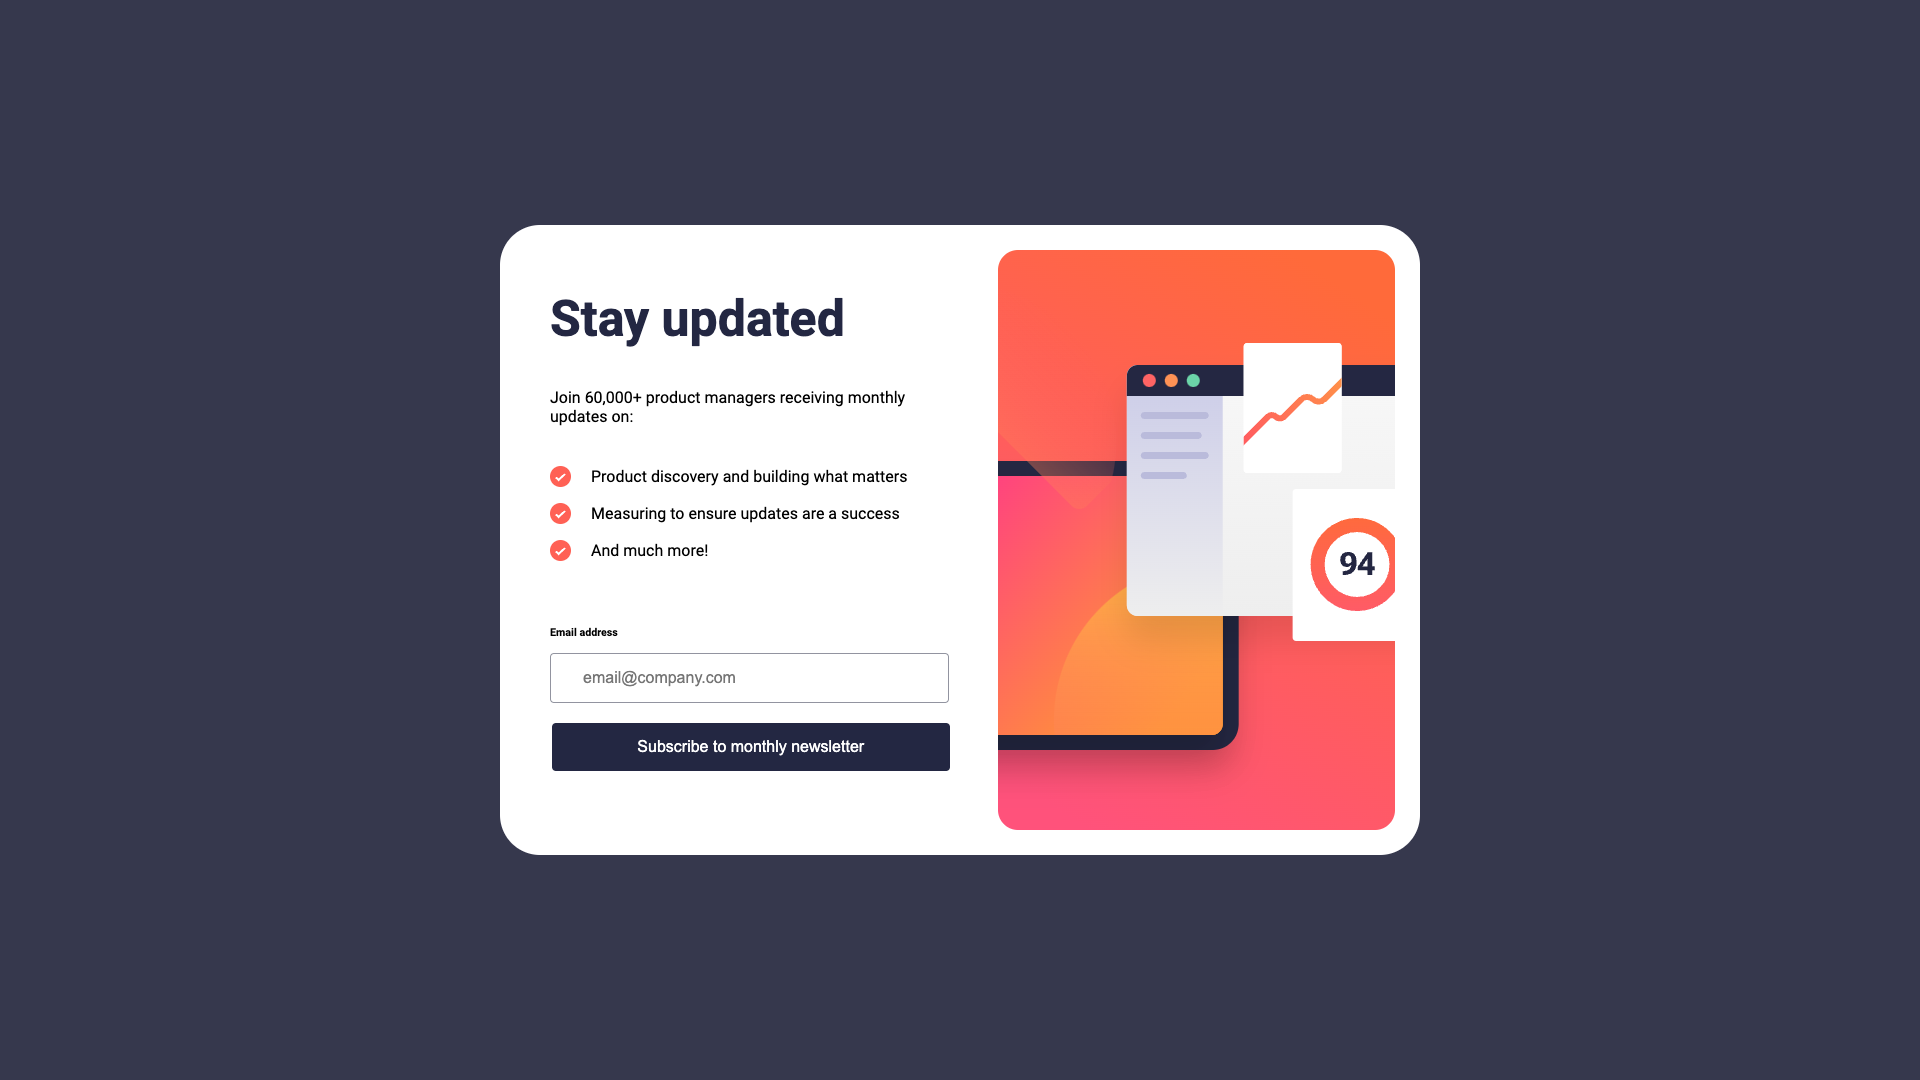 Stay updated
Join 60,000+ product managers receiving monthly
updates on:
Product discovery and building what matters
Measuring to ensure updates are a success
And much more!
Email address
email@company.com
Subscribe to monthly newsletter
94